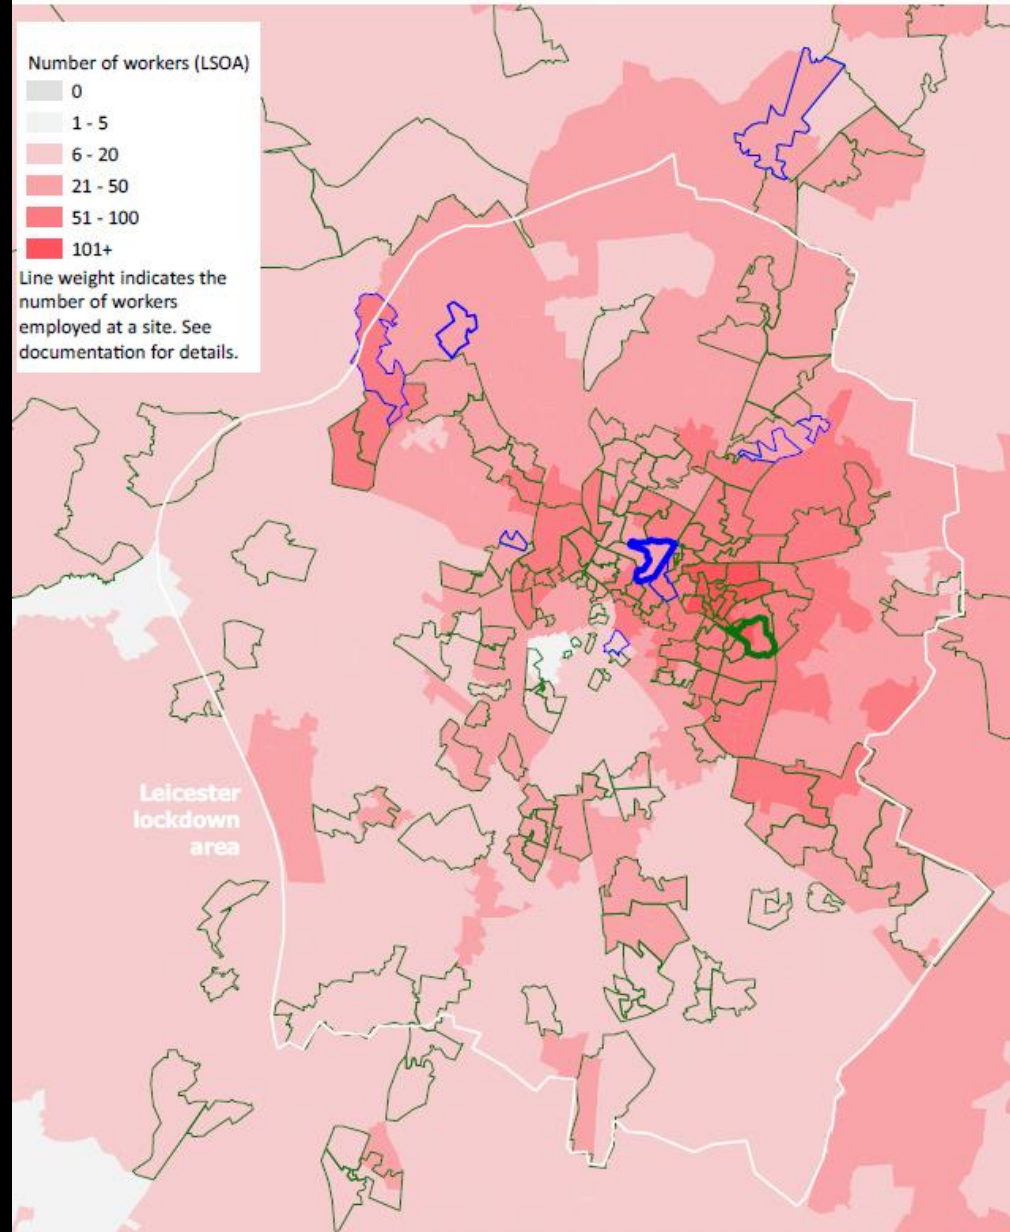 Number of workers (LSOA)
0
1 - 5
6 - 20
21 - 50
51 - 100
101+
Line weight indicates the
number of workers
employed at a site. See
documentation for details.
Leicester
lockdown
area